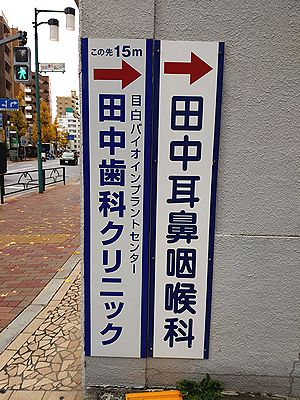 この先15m
目白バイオインプラントセンター
田中歯科クリニック
田中耳鼻咽喉科